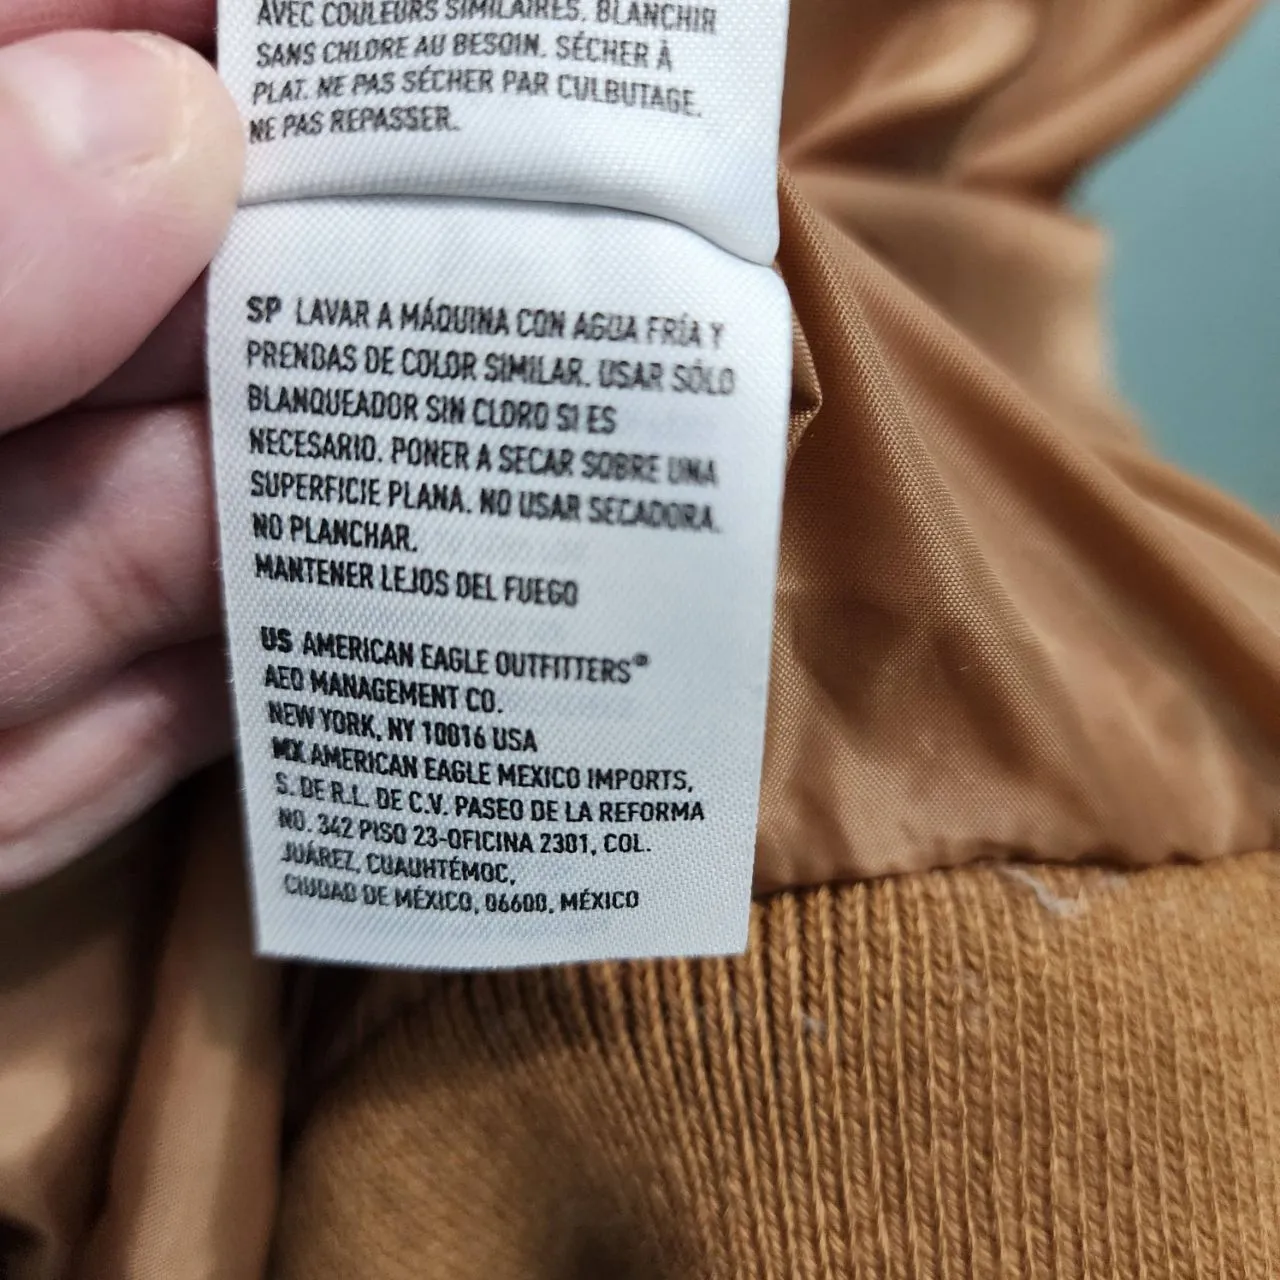 AVEC COULEURS SIMILAIRES. BLANCHIR
SANS CHLORE AU BESOIN. SÉCHER À
PLAT. NE PAS SÉCHER PAR CULBUTAGE.
NE PAS REPASSER.
SP LAVAR A MÁQUINA CON AGUA FRÍA Y
PRENDAS DE COLOR SIMILAR. USAR SÓLO
BLANQUEADOR SIN CLORO SI ES
NECESARIO. PONER A SECAR SOBRE UNA
SUPERFICIE PLANA. NO USAR SECADORA.
NO PLANCHAR.
MANTENER LEJOS DEL FUEGO
US AMERICAN EAGLE OUTFITTERS®
AEO MANAGEMENT CO.
NEW YORK, NY 10016 USA
MX AMERICAN EAGLE MEXICO IMPORTS,
S. DE R.L. DE C.V. PASEO DE LA REFORMA
NO. 342 PISO 23-OFICINA 2301, COL.
JUÁREZ, CUAUHTÉMOC,
CIUDAD DE MÉXICO, 06600, MÉXICO